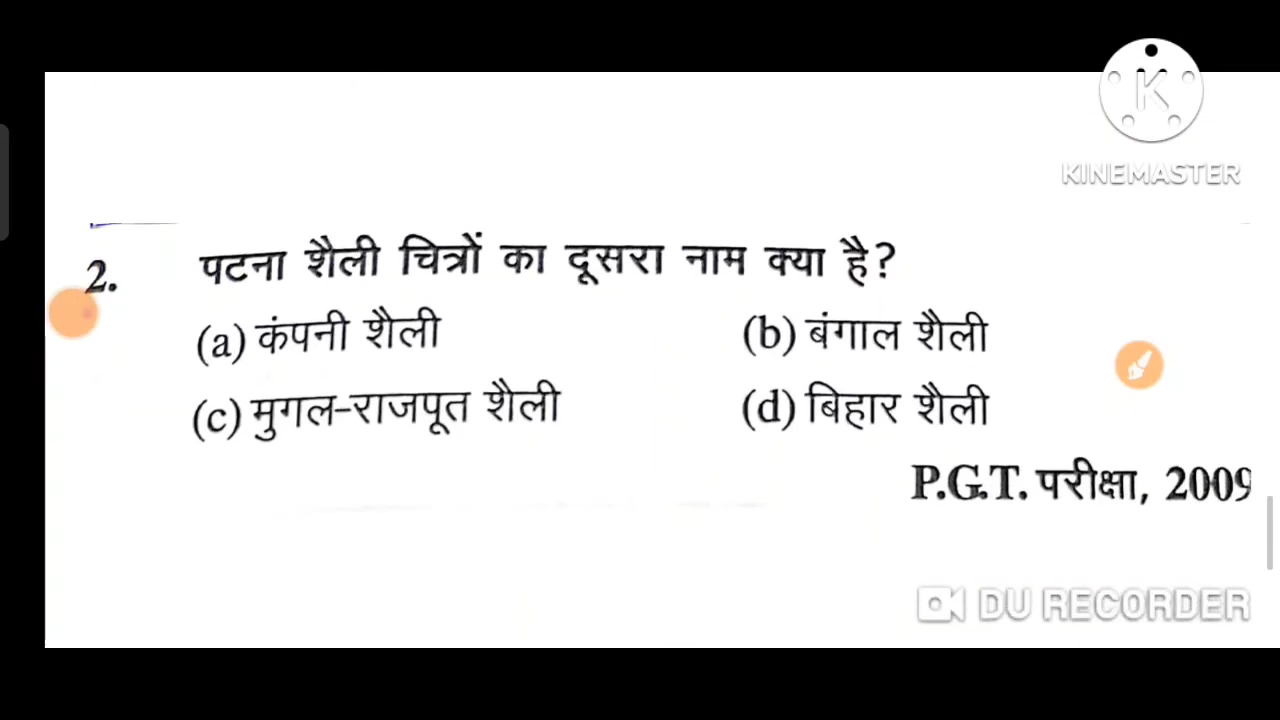 KINEMASTER
2. पटना शैली चित्रों का दूसरा नाम क्या है?
(a) कंपनी शैली (b) बंगाल शैली
(c) मुगल-राजपूत शैली (d) बिहार शैली
P.G.T. परीक्षा, 2009
DU RECORDER